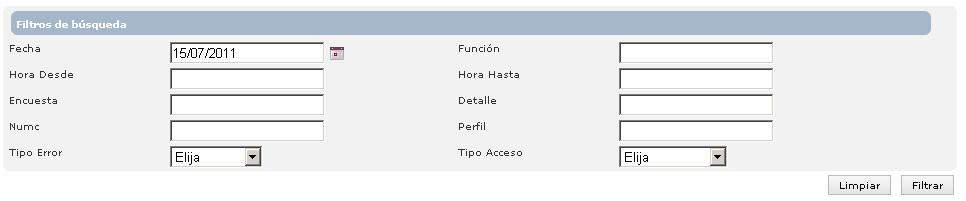 Filtros de búsqueda
Fecha 15/07/2011 Función
Hora Desde Hora Hasta
Encuesta Detalle
Numc Perfil
Tipo Error Elija Tipo Acceso Elija
Limpiar Filtrar